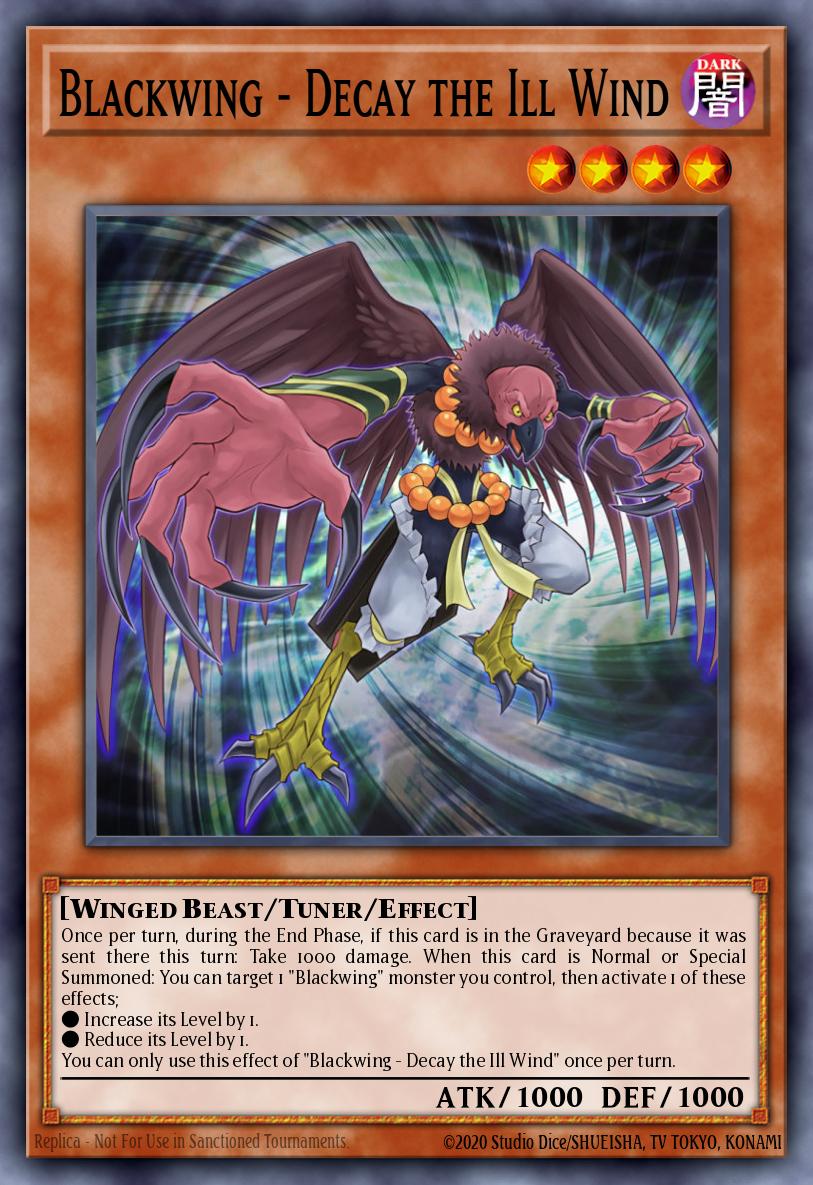 Blackwing - Decay the Ill Wind
DARK
闇
[Winged Beast/Tuner/Effect]
Once per turn, during the End Phase, if this card is in the Graveyard because it was
sent there this turn: Take 1000 damage. When this card is Normal or Special
Summoned: You can target 1 "Blackwing" monster you control, then activate 1 of these
effects;
● Increase its Level by 1.
● Reduce its Level by 1.
You can only use this effect of "Blackwing - Decay the Ill Wind" once per turn.
ATK/1000 DEF/1000
Replica - Not For Use in Sanctioned Tournaments.
©2020 Studio Dice/SHUEISHA, TV TOKYO, KONAMI